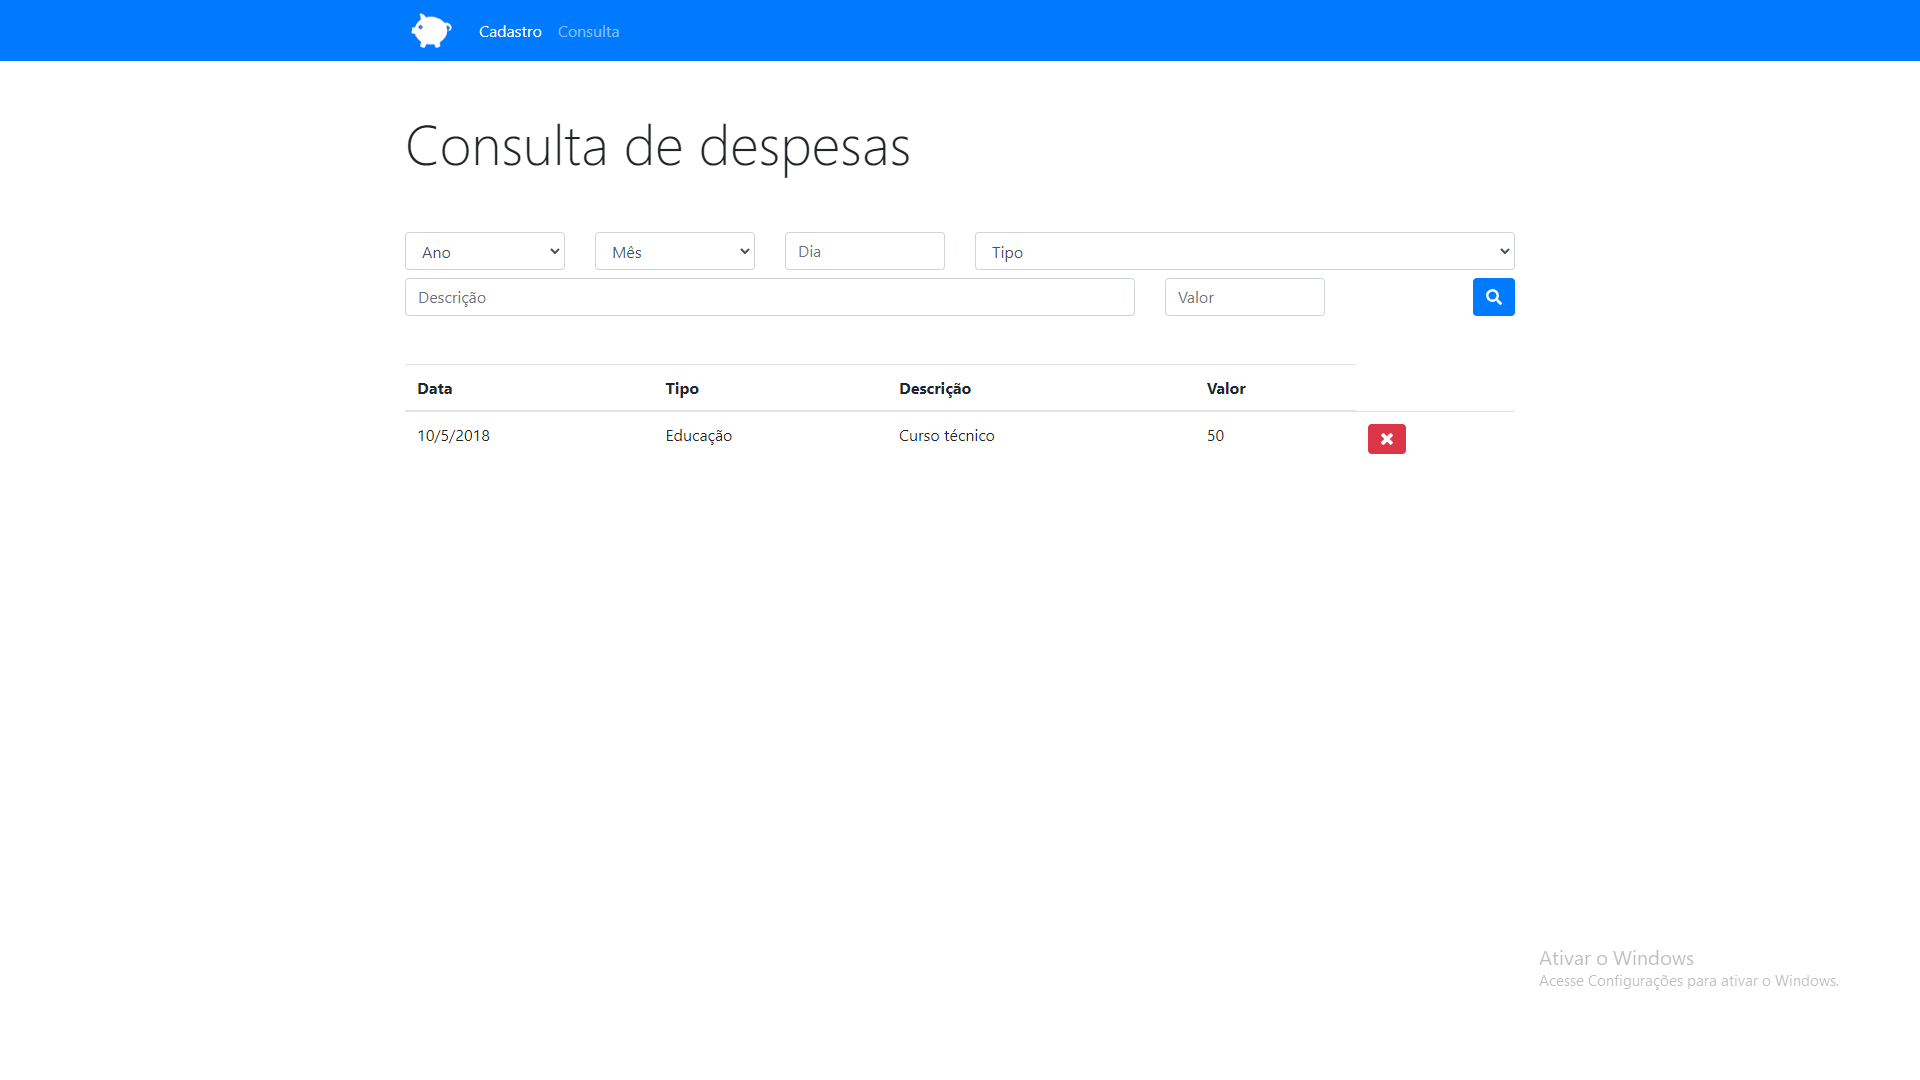 Cadastro Consulta
Consulta de despesas
Ano Mês Dia Tipo
Descrição Valor
Data Tipo Descrição Valor
10/5/2018 Educação Curso técnico 50
Ativar o Windows
Acesse Configurações para ativar o Windows.